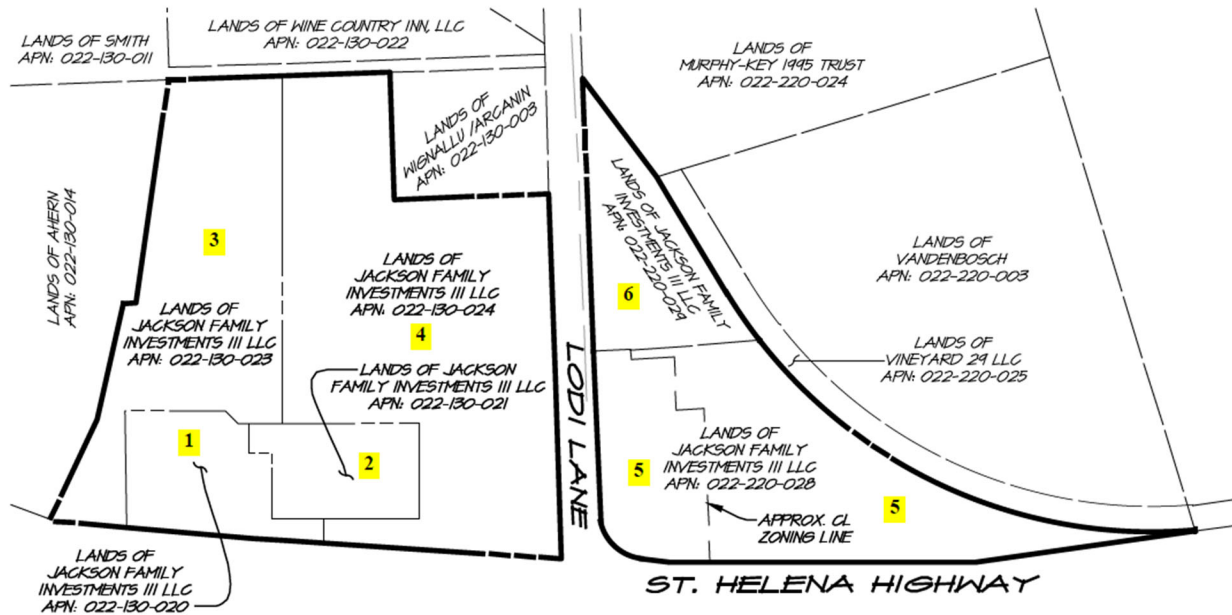 LANDS OF SMITH
APN: 022-130-011
LANDS OF WINE COUNTRY INN, LLC
APN: 022-130-022
LANDS OF
WIGNALLU /ARCANIN
APN: 022-130-003
LANDS OF
MURPHY-KEY 1995 TRUST
APN: 022-220-024
LANDS OF AHERN
APN: 022-130-014
3
LANDS OF
JACKSON FAMILY
INVESTMENTS III LLC
APN: 022-130-023
LANDS OF
JACKSON FAMILY
INVESTMENTS III LLC
APN: 022-130-024
4
LANDS OF JACKSON
FAMILY INVESTMENTS III LLC
APN: 022-130-021
1
2
LANDS OF
JACKSON FAMILY
INVESTMENTS III LLC
APN: 022-130-020
LODI LANE
LANDS OF JACKSON FAMILY
INVESTMENTS III LLC
APN: 022-220-029
6
LANDS OF
VANDENBOSCH
APN: 022-220-003
LANDS OF
VINEYARD 29 LLC
APN: 022-220-025
LANDS OF
JACKSON FAMILY
INVESTMENTS III LLC
APN: 022-220-028
5
5
APPROX. CL
ZONING LINE
ST. HELENA HIGHWAY